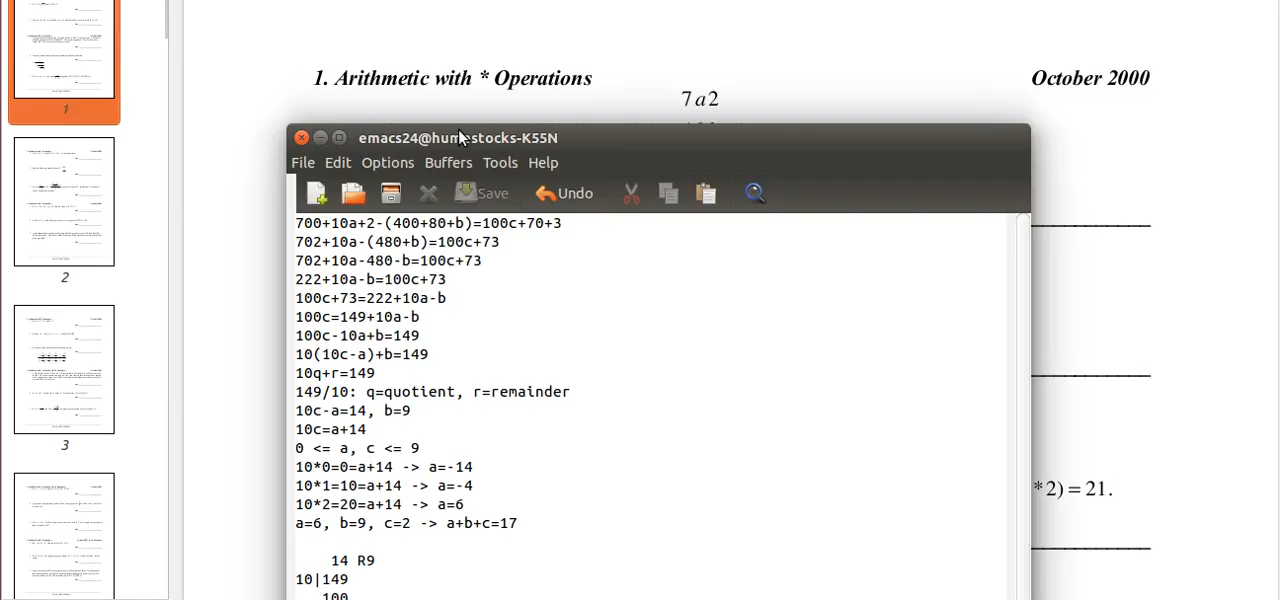 1. Arithmetic with * Operations October 2000
7a2
emacs24@humestocks-K55N
File Edit Options Buffers Tools Help
Save Undo
700+10a+2-(400+80+b)=100c+70+3
702+10a-(480+b)=100c+73
702+10a-480-b=100c+73
222+10a-b=100c+73
100c+73=222+10a-b
100c=149+10a-b
100c-10a+b=149
10(10c-a)+b=149
10q+r=149
149/10: q=quotient, r=remainder
10c-a=14, b=9
10c=a+14
0 <= a, c <= 9
10*0=0=a+14 -> a=-14
10*1=10=a+14 -> a=-4
10*2=20=a+14 -> a=6
*2) = 21.
a=6, b=9, c=2 -> a+b+c=17
14 R9
10|149
100
1
2
3